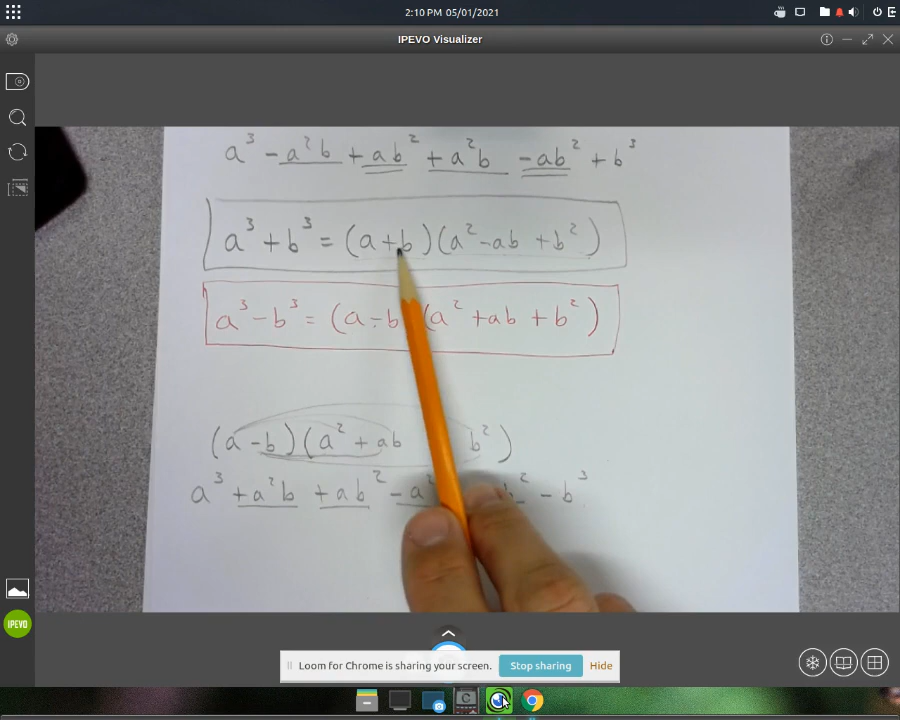 2:10 PM 05/01/2021
IPEVO Visualizer
a³ - a²b + ab² + a²b - ab² + b³
a³ + b³ = (a+b)(a² - ab + b²)
a³ - b³ = (a - b (a² + ab + b²)
(a - b)(a² + ab b²)
a³ + a²b + ab² - a² b² - b³
IPEVO
Loom for Chrome is sharing your screen. Stop sharing Hide